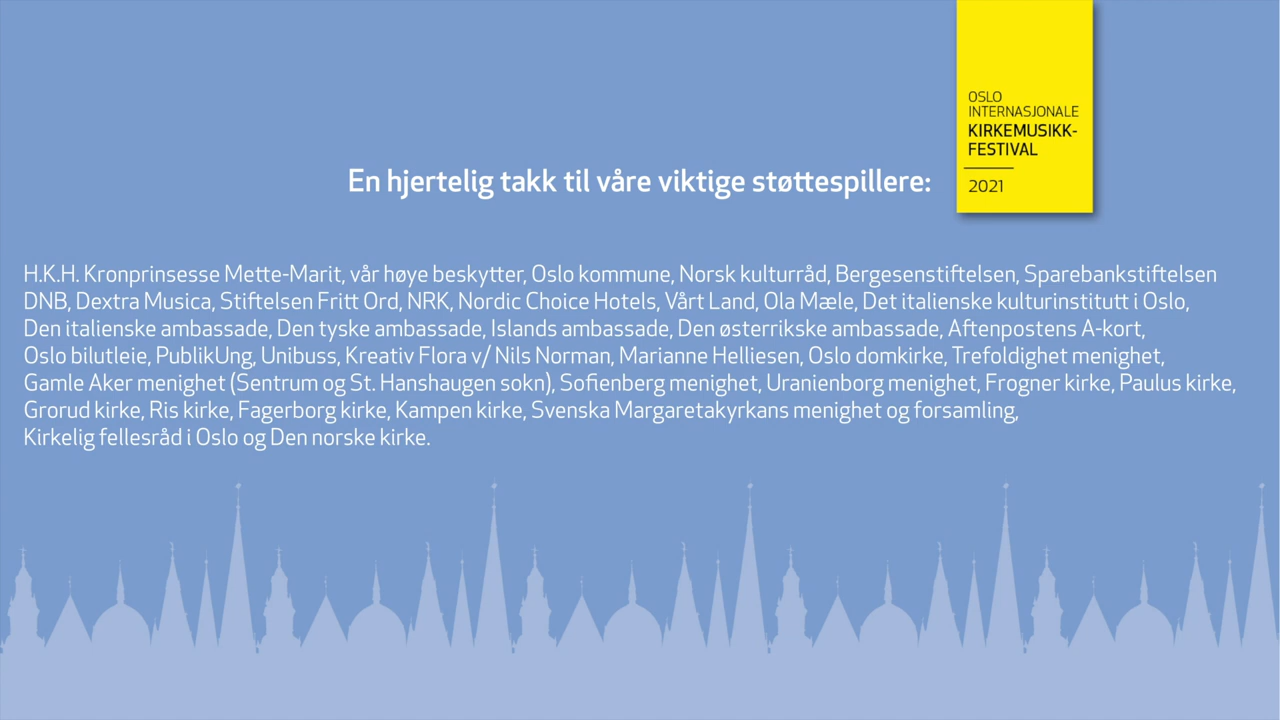 OSLO
INTERNASJONALE
KIRKEMUSIKK-
FESTIVAL
2021
En hjertelig takk til våre viktige støttespillere:
H.K.H. Kronprinsesse Mette-Marit, vår høye beskytter, Oslo kommune, Norsk kulturråd, Bergesenstiftelsen, Sparebankstiftelsen
DNB, Dextra Musica, Stiftelsen Fritt Ord, NRK, Nordic Choice Hotels, Vårt Land, Ola Mæle, Det italienske kulturinstitutt i Oslo,
Den italienske ambassade, Den tyske ambassade, Islands ambassade, Den østerrikske ambassade, Aftenpostens A-kort,
Oslo bilutleie, PublikUng, Unibuss, Kreativ Flora v/ Nils Norman, Marianne Helliesen, Oslo domkirke, Trefoldighet menighet,
Gamle Aker menighet (Sentrum og St. Hanshaugen sokn), Sofienberg menighet, Uranienborg menighet, Frogner kirke, Paulus kirke,
Grorud kirke, Ris kirke, Fagerborg kirke, Kampen kirke, Svenska Margaretakyrkans menighet og forsamling,
Kirkelig fellesråd i Oslo og Den norske kirke.